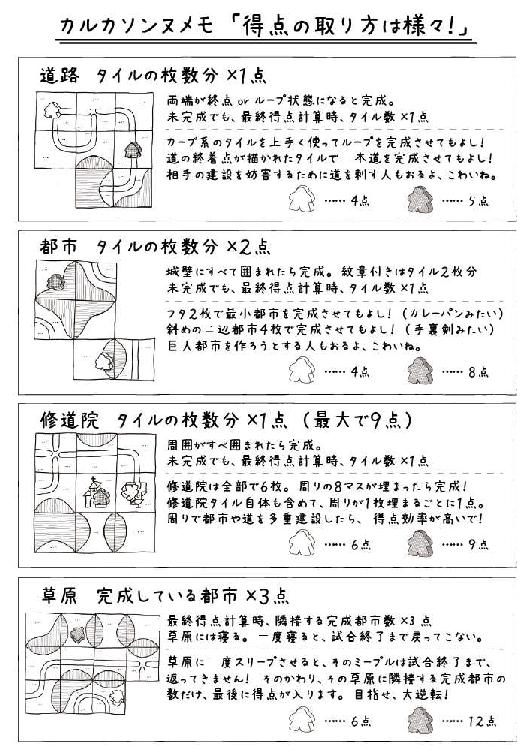 カルカソンヌメモ「得点の取り方は様々!」
道路 タイルの枚数分×1点
両端が終点 or ループ状態になると完成。
未完成でも、最終得点計算時、タイル数×1点
カーブ系のタイルを上手く使ってループを完成させてもよし!
道の終着点が描かれたタイルで 本道を完成させてもよし!
相手の建設を妨害するために道を刺す人もおるよ、こわいね。
…… 4点 …… 5点
都市 タイルの枚数分×2点
城壁にすべて囲まれたら完成。紋章付きはタイル2枚分
未完成でも、最終得点計算時、タイル数×1点
フタ2枚で最小都市を完成させてもよし!(カレーパンみたい)
斜めの二辺都市4枚で完成させてもよし!(手裏剣みたい)
巨人都市を作ろうとする人もおるよ、こわいね。
…… 4点 …… 8点
修道院 タイルの枚数分×1点(最大で9点)
周囲がすべ囲まれたら完成。
未完成でも、最終得点計算時、タイル数×1点
修道院は全部で6枚。周りの8マスが埋まったら完成!
修道院タイル自体も含めて、周りが1枚埋まるごとに1点。
周りで都市や道を多重建設したら、得点効率が高いで!
…… 6点 …… 9点
草原 完成している都市×3点
最終得点計算時、隣接する完成都市数×3点
草原には寝る。一度寝ると、試合終了まで戻ってこない。
草原に 度スリープさせると、そのミープルは試合終了まで、
返ってきません! そのかわり、その草原に隣接する完成都市の
数だけ、最後に得点が入ります。目指せ、大逆転!
…… 6点 …… 12点